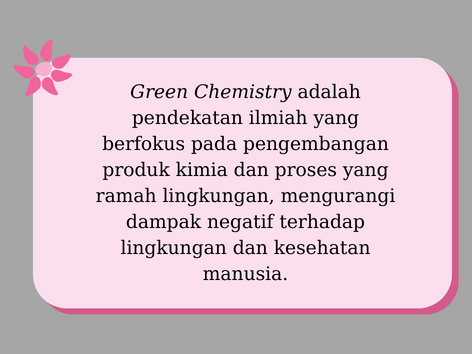 Green Chemistry adalah
pendekatan ilmiah yang
berfokus pada pengembangan
produk kimia dan proses yang
ramah lingkungan, mengurangi
dampak negatif terhadap
lingkungan dan kesehatan
manusia.